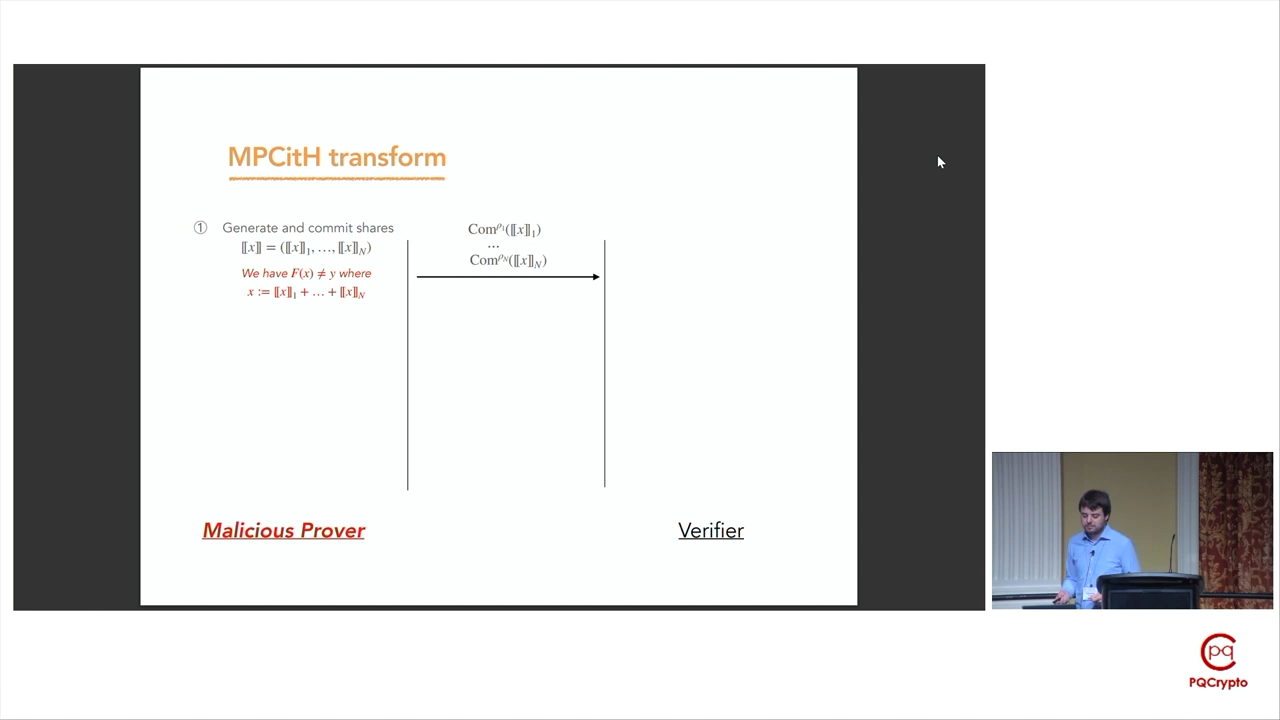 MPCitH transform
① Generate and commit shares
⟦x⟧ = (⟦x⟧₁, …, ⟦x⟧_N)
We have F(x) ≠ y where
x := ⟦x⟧₁ + … + ⟦x⟧_N
Com^ρ₁(⟦x⟧₁)
…
Com^ρ_N(⟦x⟧_N)
Malicious Prover
Verifier
pq
PQCrypto